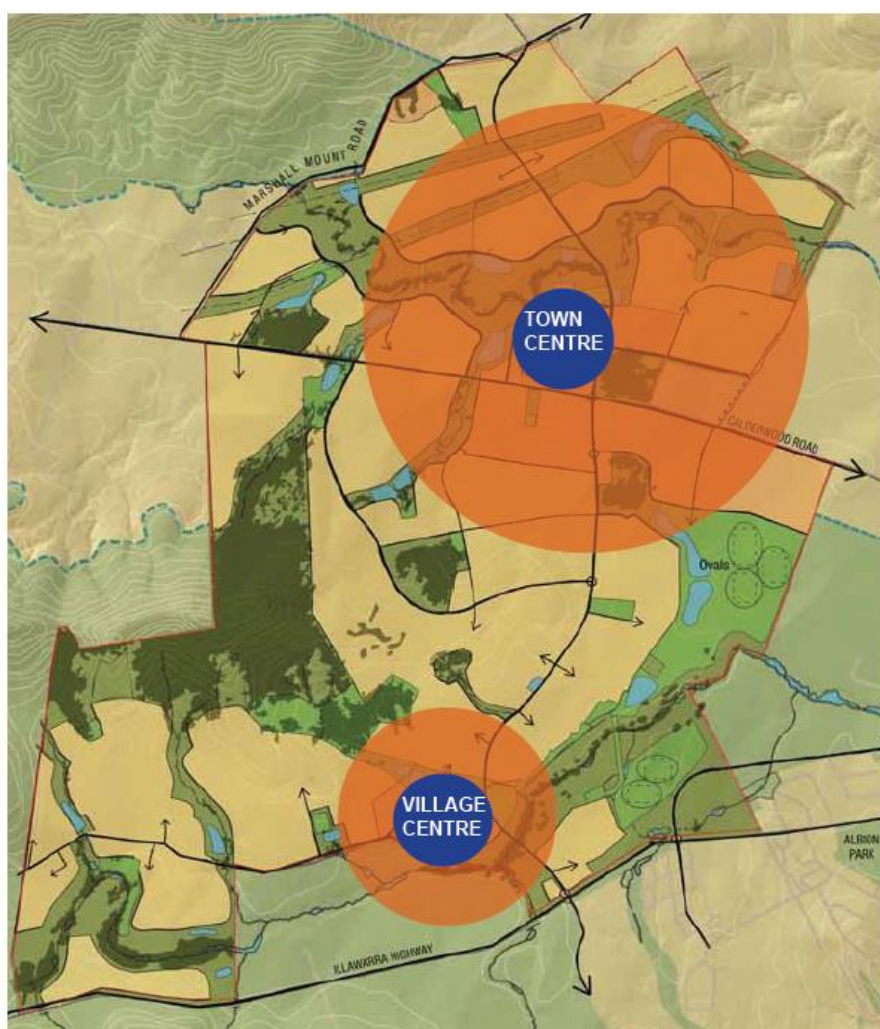 MARSHALL MOUNT ROAD
TOWN
CENTRE
CALDERWOOD ROAD
Ovals
VILLAGE
CENTRE
ALBION
PARK
ILLAWARRA HIGHWAY